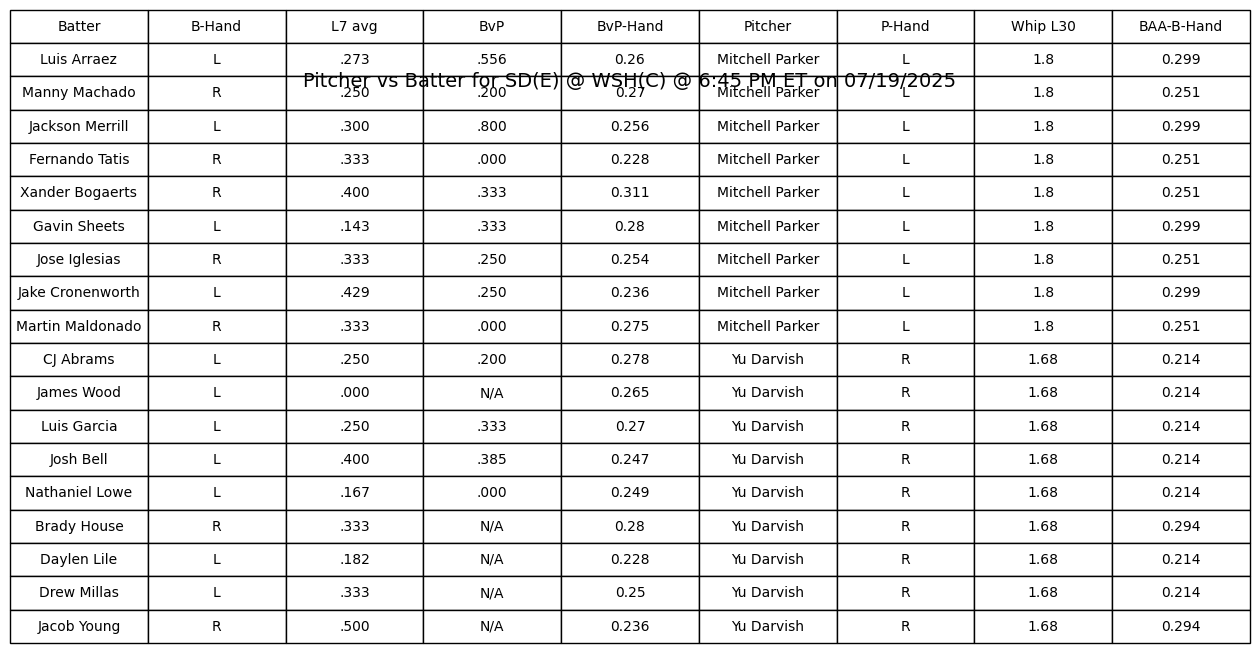 Batter B-Hand L7 avg BvP BvP-Hand Pitcher P-Hand Whip L30 BAA-B-Hand
Luis Arraez L .273 .556 0.26 Mitchell Parker L 1.8 0.299
Pitcher vs Batter for SD(E) @ WSH(C) @ 6:45 PM ET on 07/19/2025
Manny Machado R .250 .200 0.27 Mitchell Parker L 1.8 0.251
Jackson Merrill L .300 .800 0.256 Mitchell Parker L 1.8 0.299
Fernando Tatis R .333 .000 0.228 Mitchell Parker L 1.8 0.251
Xander Bogaerts R .400 .333 0.311 Mitchell Parker L 1.8 0.251
Gavin Sheets L .143 .333 0.28 Mitchell Parker L 1.8 0.299
Jose Iglesias R .333 .250 0.254 Mitchell Parker L 1.8 0.251
Jake Cronenworth L .429 .250 0.236 Mitchell Parker L 1.8 0.299
Martin Maldonado R .333 .000 0.275 Mitchell Parker L 1.8 0.251
CJ Abrams L .250 .200 0.278 Yu Darvish R 1.68 0.214
James Wood L .000 N/A 0.265 Yu Darvish R 1.68 0.214
Luis Garcia L .250 .333 0.27 Yu Darvish R 1.68 0.214
Josh Bell L .400 .385 0.247 Yu Darvish R 1.68 0.214
Nathaniel Lowe L .167 .000 0.249 Yu Darvish R 1.68 0.214
Brady House R .333 N/A 0.28 Yu Darvish R 1.68 0.294
Daylen Lile L .182 N/A 0.228 Yu Darvish R 1.68 0.214
Drew Millas L .333 N/A 0.25 Yu Darvish R 1.68 0.214
Jacob Young R .500 N/A 0.236 Yu Darvish R 1.68 0.294